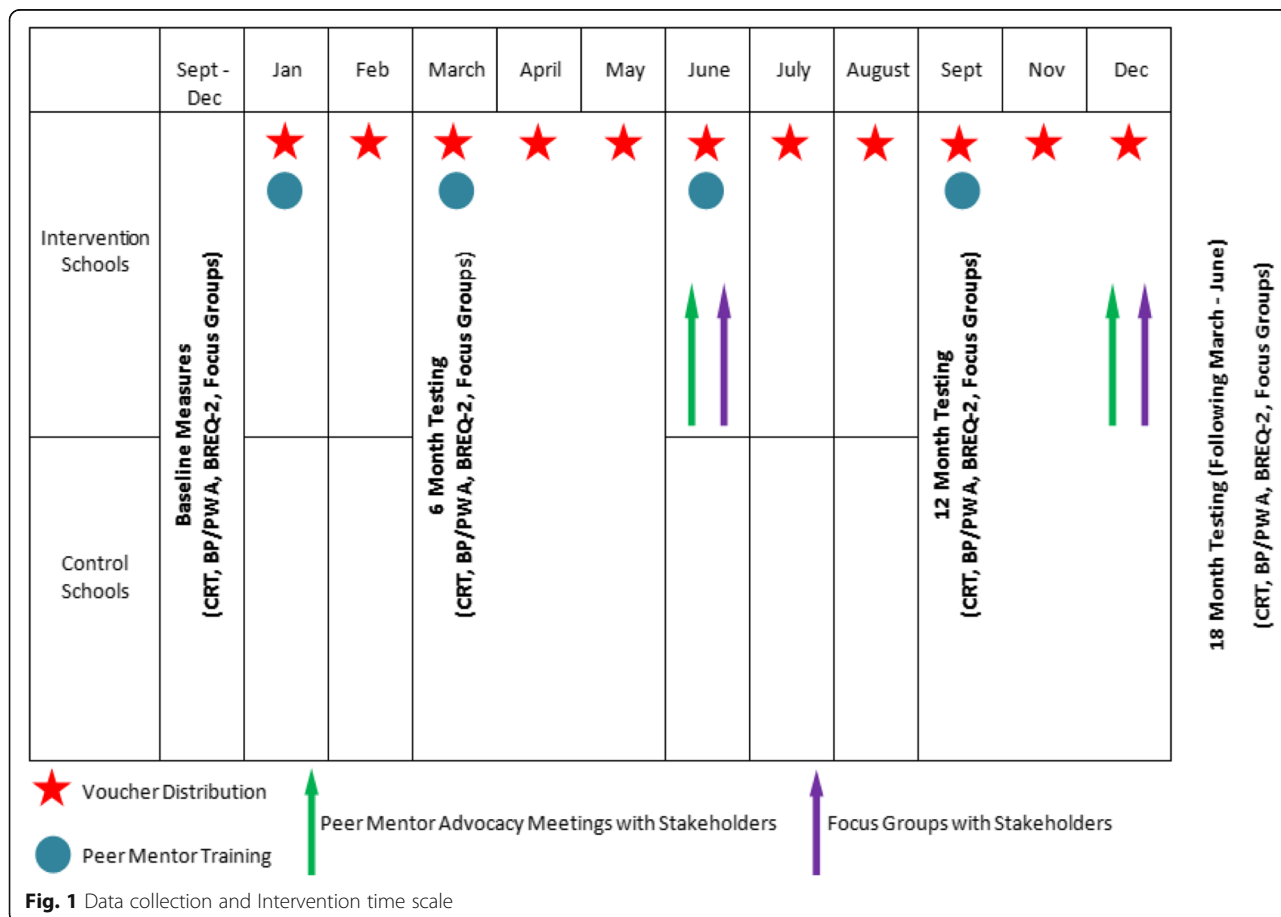 Sept -
Dec
Jan
Feb
March
April
May
June
July
August
Sept
Nov
Dec
Intervention
Schools
Control
Schools
Baseline Measures
(CRT, BP/PWA, BREQ-2, Focus Groups)
6 Month Testing
(CRT, BP/PWA, BREQ-2, Focus Groups)
12 Month Testing
(CRT, BP/PWA, BREQ-2, Focus Groups)
18 Month Testing (Following March - June)
(CRT, BP/PWA, BREQ-2, Focus Groups)
Voucher Distribution
Peer Mentor Training
Peer Mentor Advocacy Meetings with Stakeholders
Focus Groups with Stakeholders
Fig. 1 Data collection and Intervention time scale